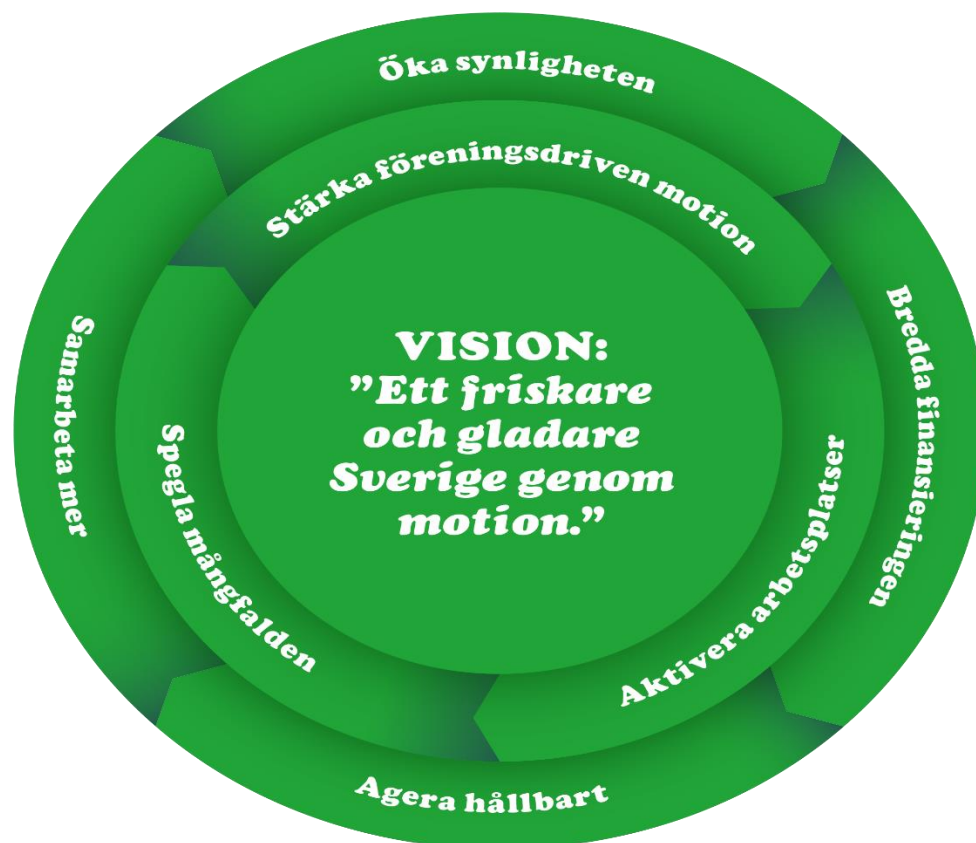 Öka synligheten
Stärka föreningsdriven motion
VISION:
”Ett friskare
och gladare
Sverige genom
motion.”
Samarbeta mer
Spegla mångfalden
Bredda finansieringen
Aktivera arbetsplatser
Agera hållbart